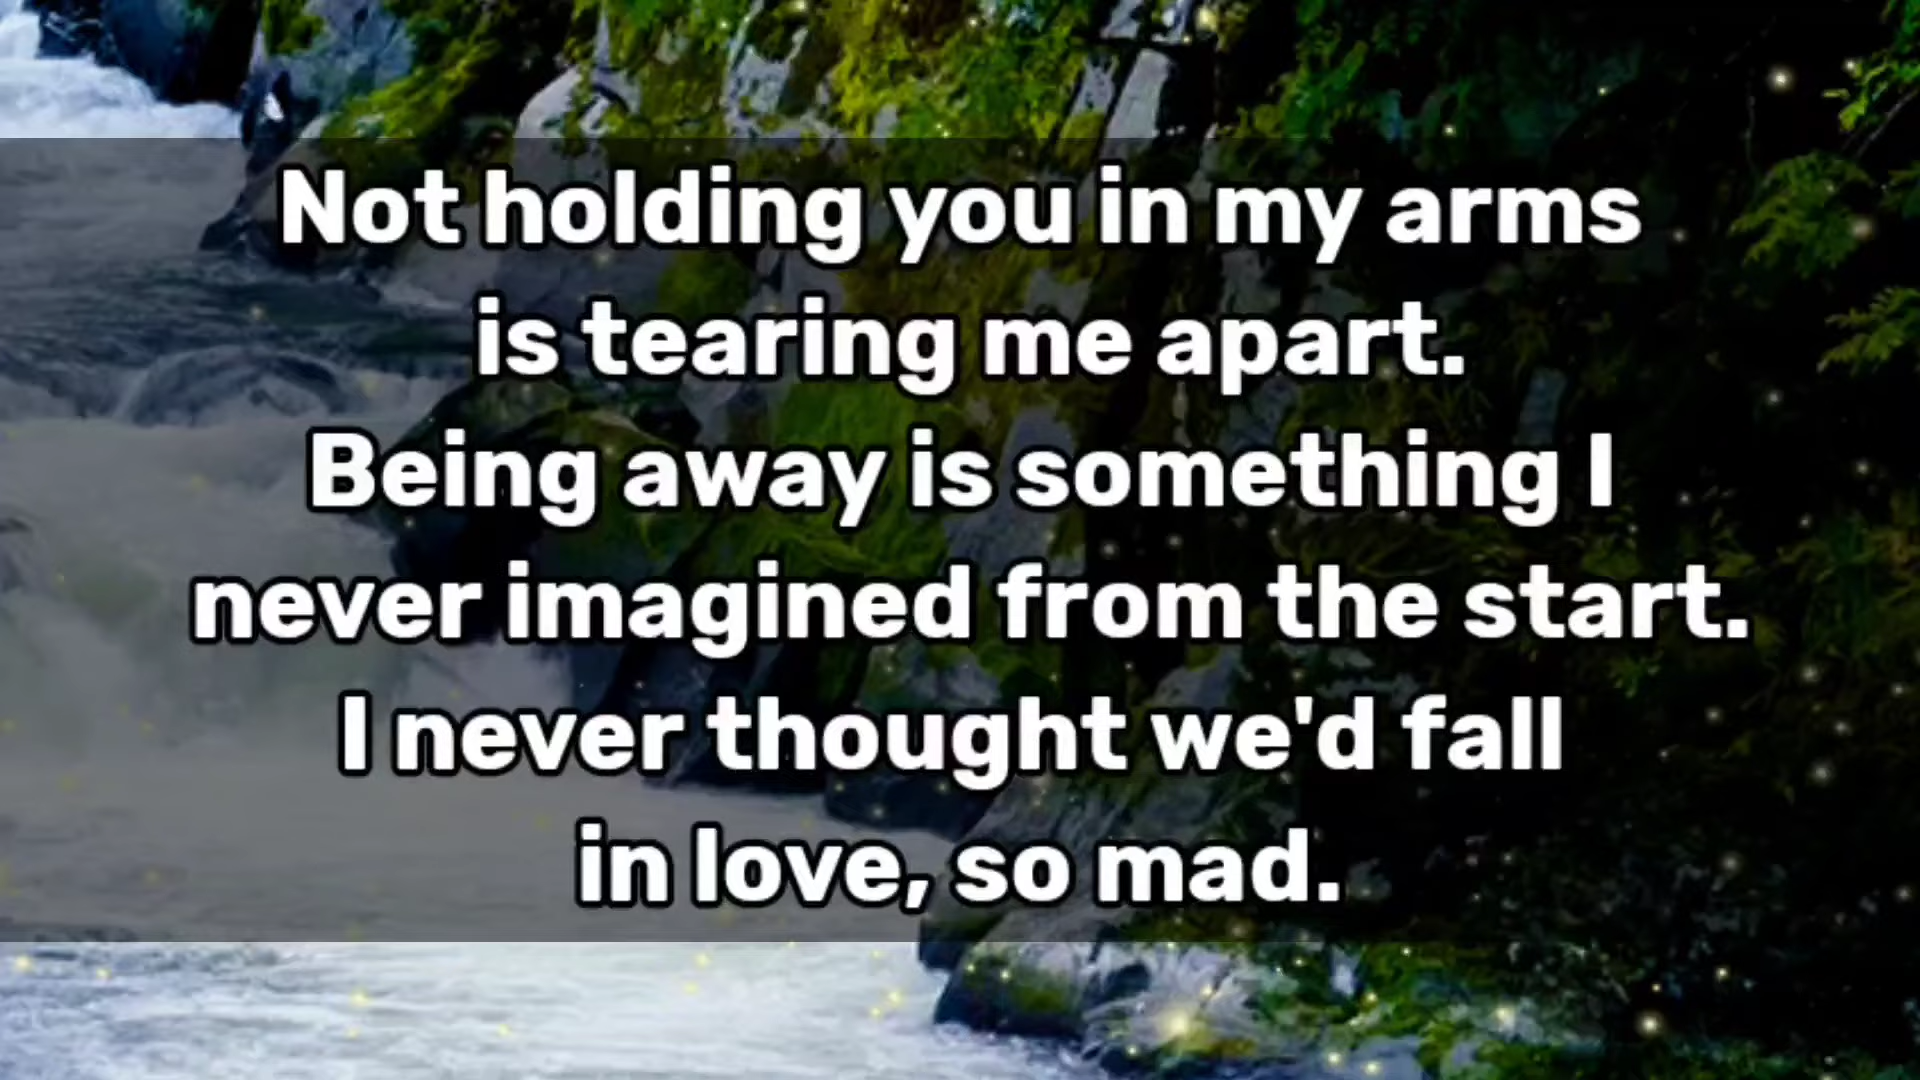 Not holding you in my arms
is tearing me apart.
Being away is something I
never imagined from the start.
I never thought we'd fall
in love, so mad.